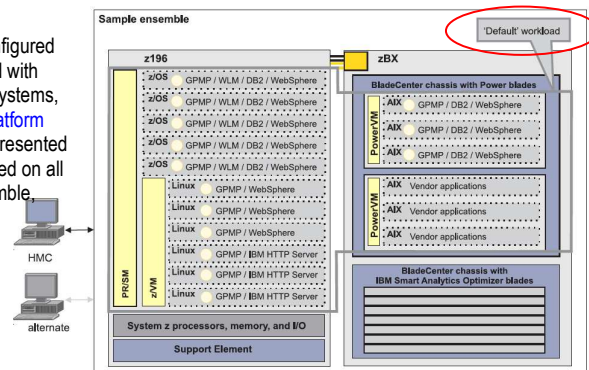 Sample ensemble
'Default' workload
figured
d with
ystems,
atform
resented
ed on all
mble,
HMC
alternate
z196
PR/SM
z/OS GPMP / WLM / DB2 / WebSphere
z/OS GPMP / WLM / DB2 / WebSphere
z/OS GPMP / WLM / DB2 / WebSphere
z/OS GPMP / WLM / DB2 / WebSphere
z/OS GPMP / WLM / DB2 / WebSphere
z/VM
Linux GPMP / WebSphere
Linux GPMP / WebSphere
Linux GPMP / WebSphere
Linux GPMP / IBM HTTP Server
Linux GPMP / IBM HTTP Server
Linux GPMP / IBM HTTP Server
System z processors, memory, and I/O
Support Element
zBX
BladeCenter chassis with Power blades
PowerVM
AIX GPMP / DB2 / WebSphere
AIX GPMP / DB2 / WebSphere
AIX GPMP / DB2 / WebSphere
PowerVM
AIX Vendor applications
AIX Vendor applications
AIX Vendor applications
BladeCenter chassis with
IBM Smart Analytics Optimizer blades